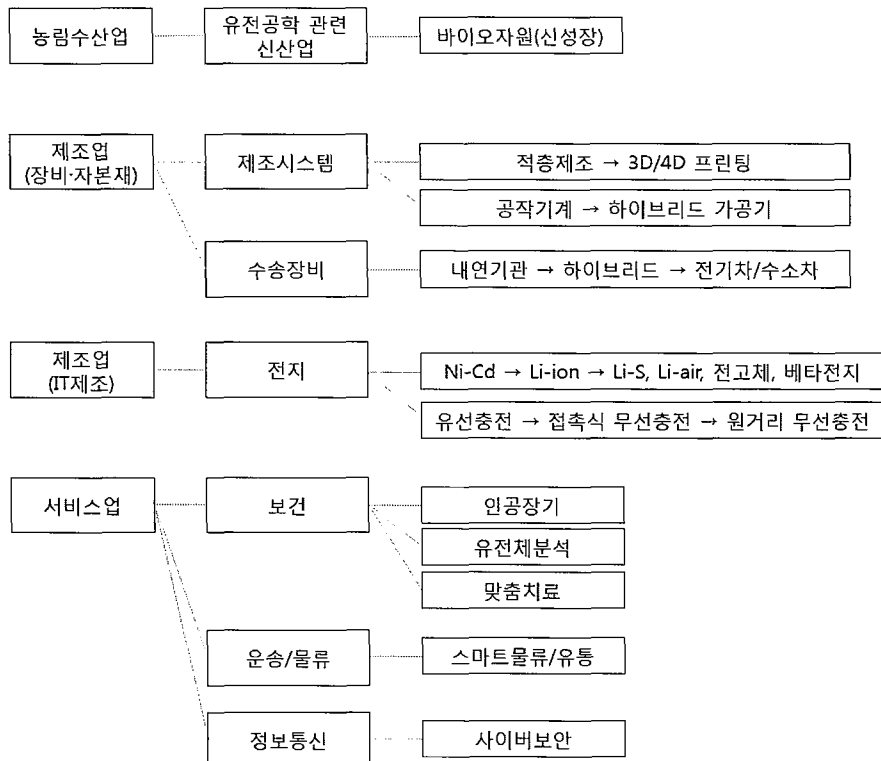 농림수산업
유전공학 관련
신산업
바이오자원(신성장)
제조업
(장비·자본재)
제조시스템
적층제조 → 3D/4D 프린팅
공작기계 → 하이브리드 가공기
수송장비
내연기관 → 하이브리드 → 전기차/수소차
제조업
(IT제조)
전지
Ni-Cd → Li-ion → Li-S, Li-air, 전고체, 베타전지
유선충전 → 접촉식 무선충전 → 원거리 무선충전
서비스업
보건
인공장기
유전체분석
맞춤치료
운송/물류
스마트물류/유통
정보통신
사이버보안